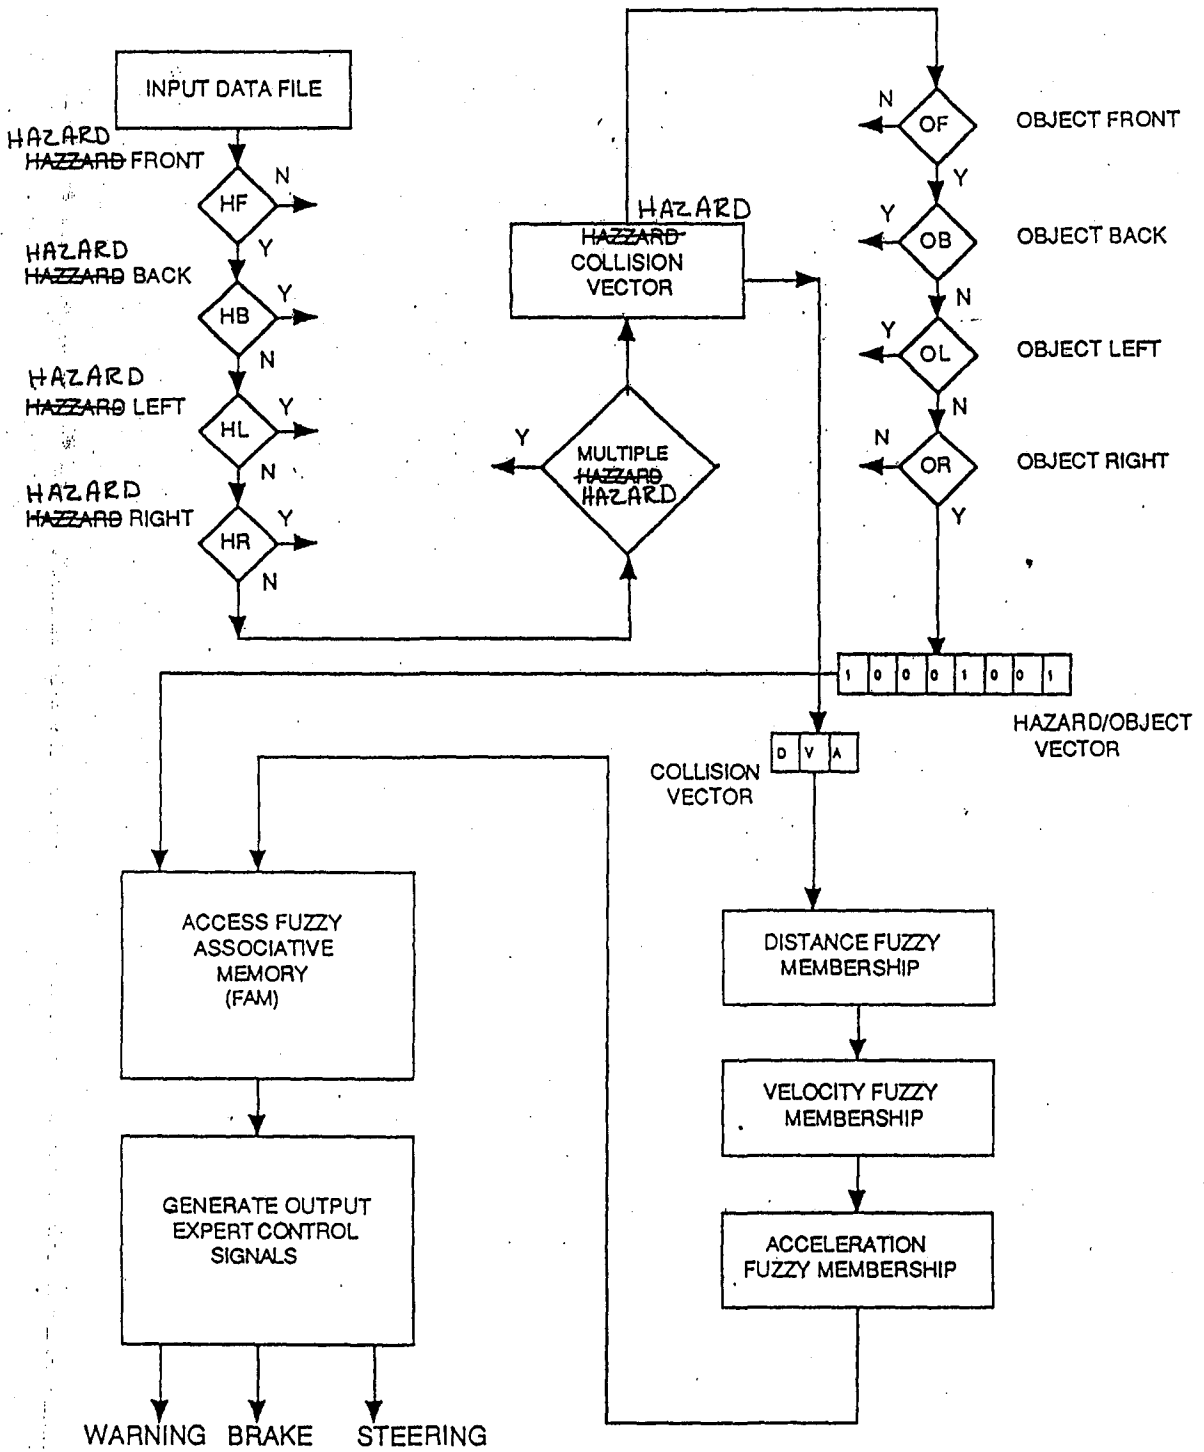 INPUT DATA FILE
HAZARD
HAZZARD FRONT
HF
N
Y
HAZARD
HAZZARD BACK
HB
Y
N
HAZARD
HAZZARD LEFT
HL
Y
N
HAZARD
HAZZARD RIGHT
HR
Y
N
HAZARD
HAZZARD
COLLISION
VECTOR
Y
MULTIPLE
HAZZARD
HAZARD
N
OF
OBJECT FRONT
Y
Y
OB
OBJECT BACK
N
Y
OL
OBJECT LEFT
N
N
OR
OBJECT RIGHT
Y
1 0 0 0 1 0 0 1
HAZARD/OBJECT
VECTOR
D V A
COLLISION
VECTOR
ACCESS FUZZY
ASSOCIATIVE
MEMORY
(FAM)
DISTANCE FUZZY
MEMBERSHIP
VELOCITY FUZZY
MEMBERSHIP
GENERATE OUTPUT
EXPERT CONTROL
SIGNALS
ACCELERATION
FUZZY MEMBERSHIP
WARNING BRAKE STEERING